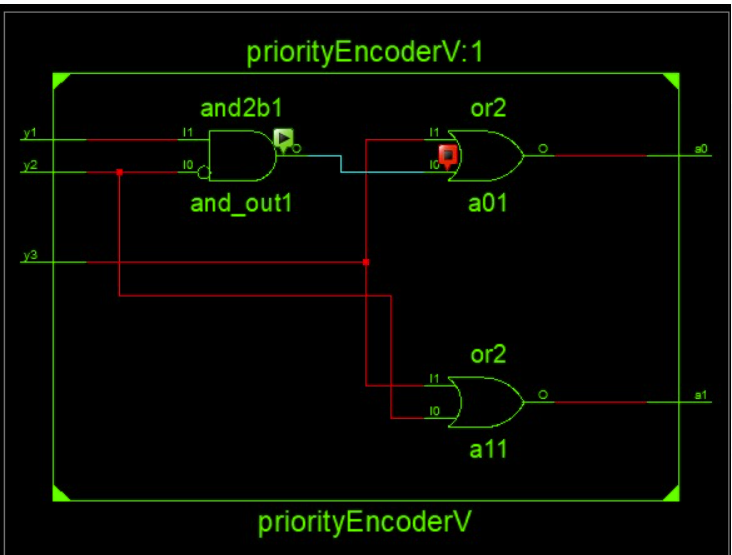 priorityEncoderV:1
and2b1
or2
y1
I1
O
I1
O
a0
y2
I0
I0
and_out1
a01
y3
or2
I1
O
a1
I0
a11
priorityEncoderV